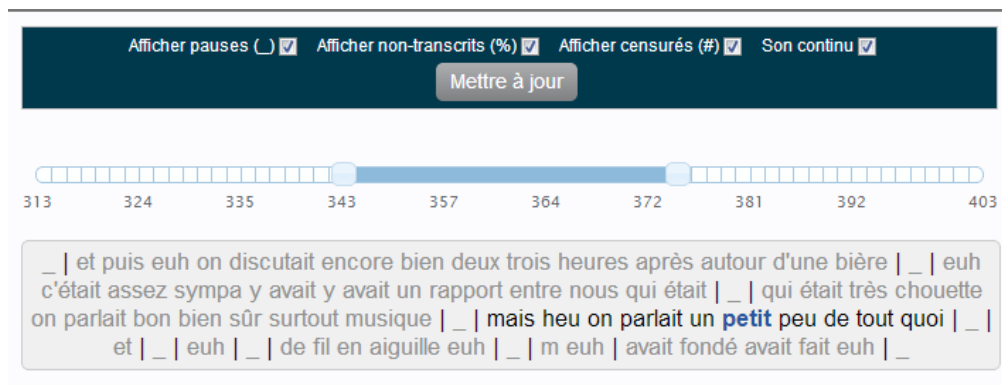 Afficher pauses (_) Afficher non-transcrits (%) Afficher censurés (#) Son continu
Mettre à jour
313 324 335 343 357 364 372 381 392 403
_ | et puis euh on discutait encore bien deux trois heures après autour d'une bière | _ | euh
c'était assez sympa y avait y avait un rapport entre nous qui était | _ | qui était très chouette
on parlait bon bien sûr surtout musique | _ | mais heu on parlait un petit peu de tout quoi | _ |
et | _ | euh | _ | de fil en aiguille euh | _ | m euh | avait fondé avait fait euh | _